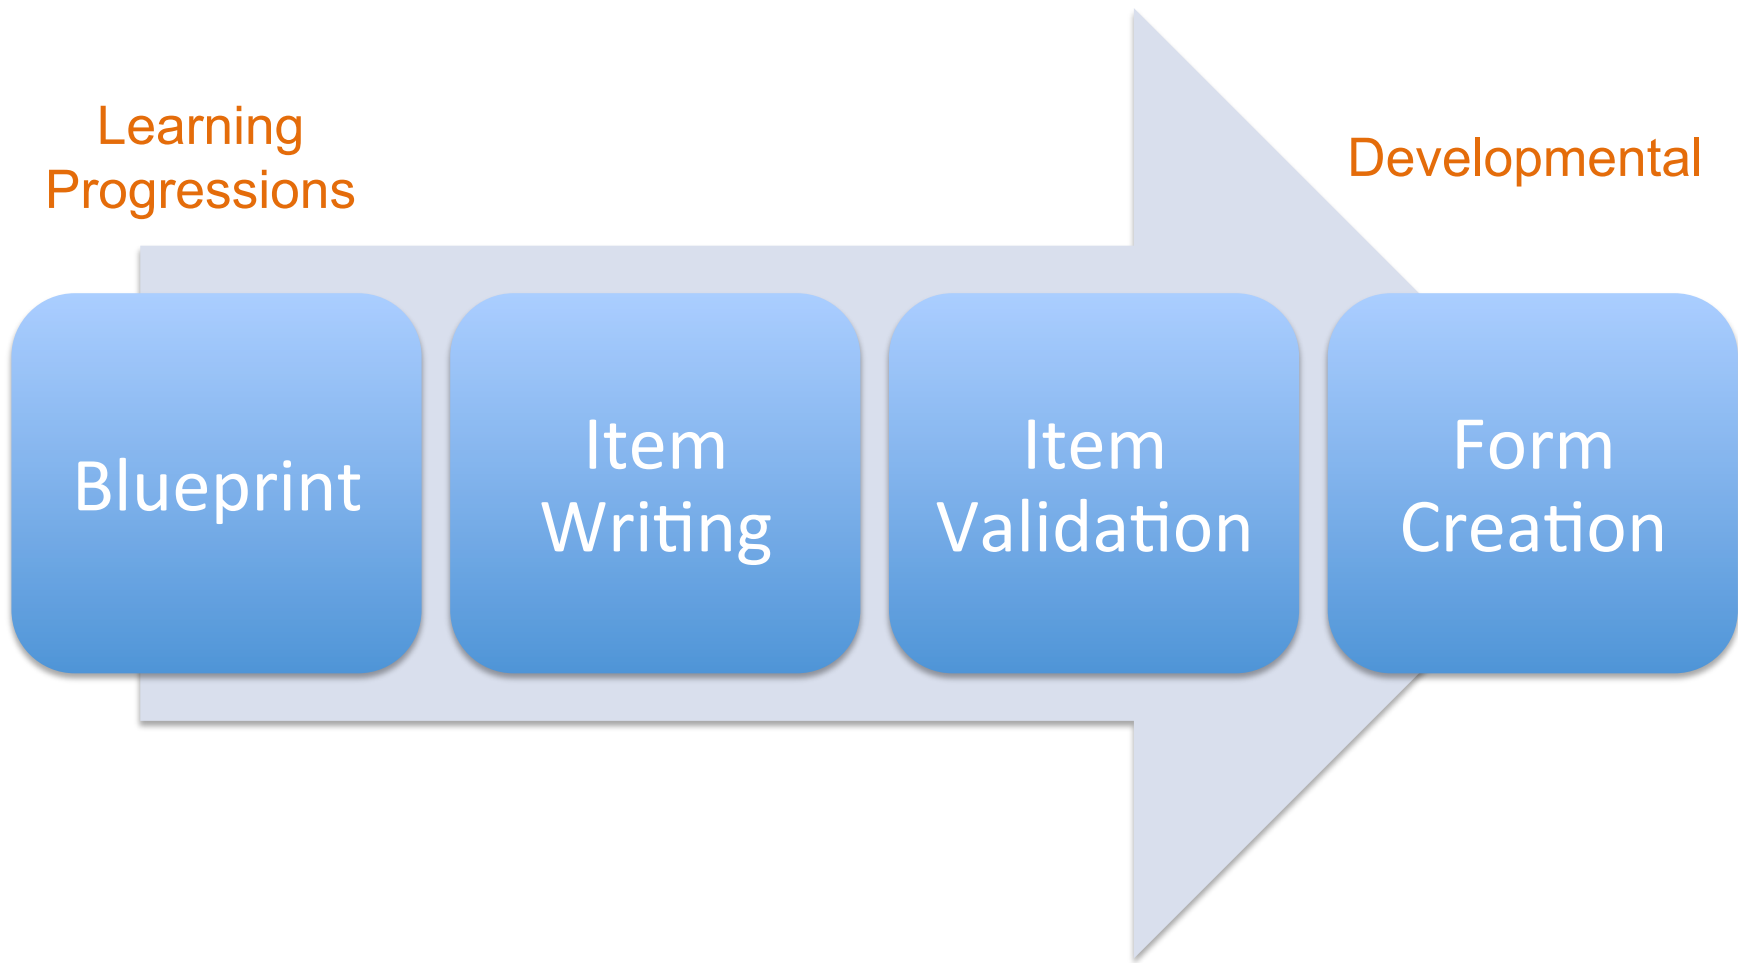 Learning
Progressions
Developmental
Blueprint
Item
Writing
Item
Validation
Form
Creation